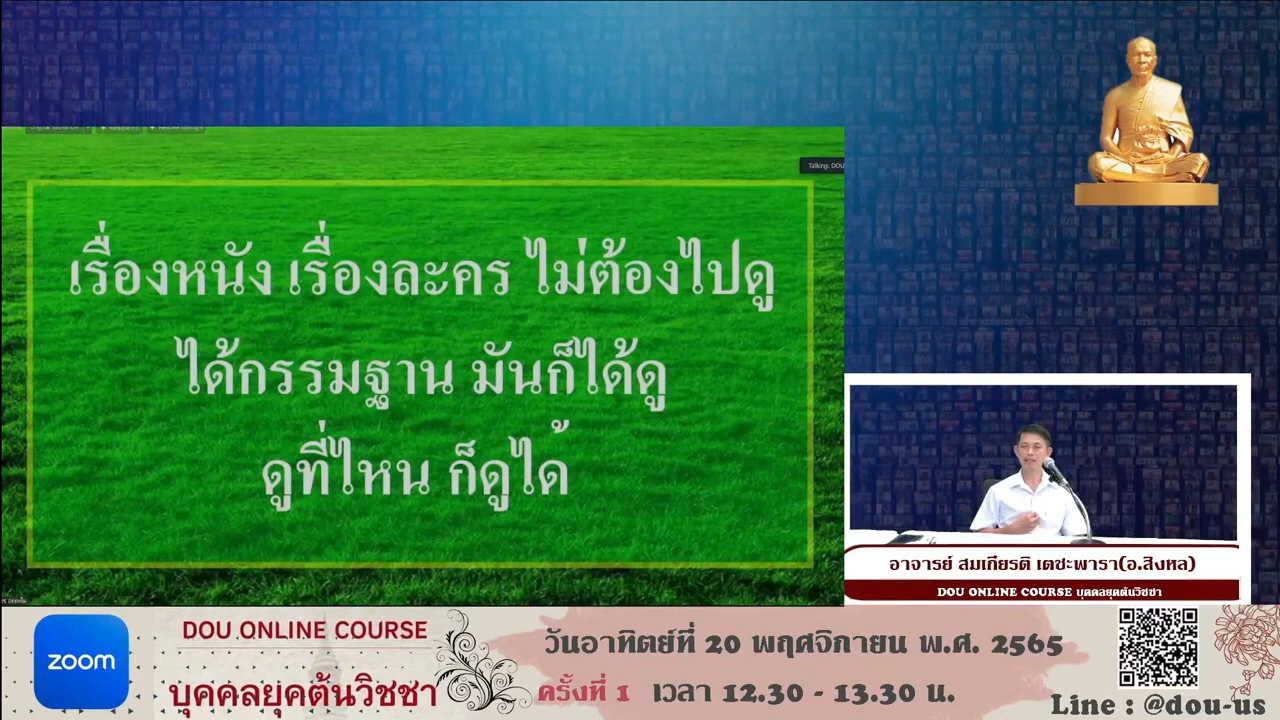 Talking: DOU
เรื่องหนัง เรื่องละคร ไม่ต้องไปดู
ได้กรรมฐาน มันก็ได้ดู
ดูที่ไหน ก็ดูได้
อาจารย์ สมเกียรติ เตชะพารา(อ.สิงหล)
DOU ONLINE COURSE บุคคลยุคต้นวิชชา
zoom
DOU ONLINE COURSE
บุคคลยุคต้นวิชชา
วันอาทิตย์ที่ 20 พฤศจิกายน พ.ศ. 2565
ครั้งที่ 1 เวลา 12.30 - 13.30 น.
Line : @dou-us